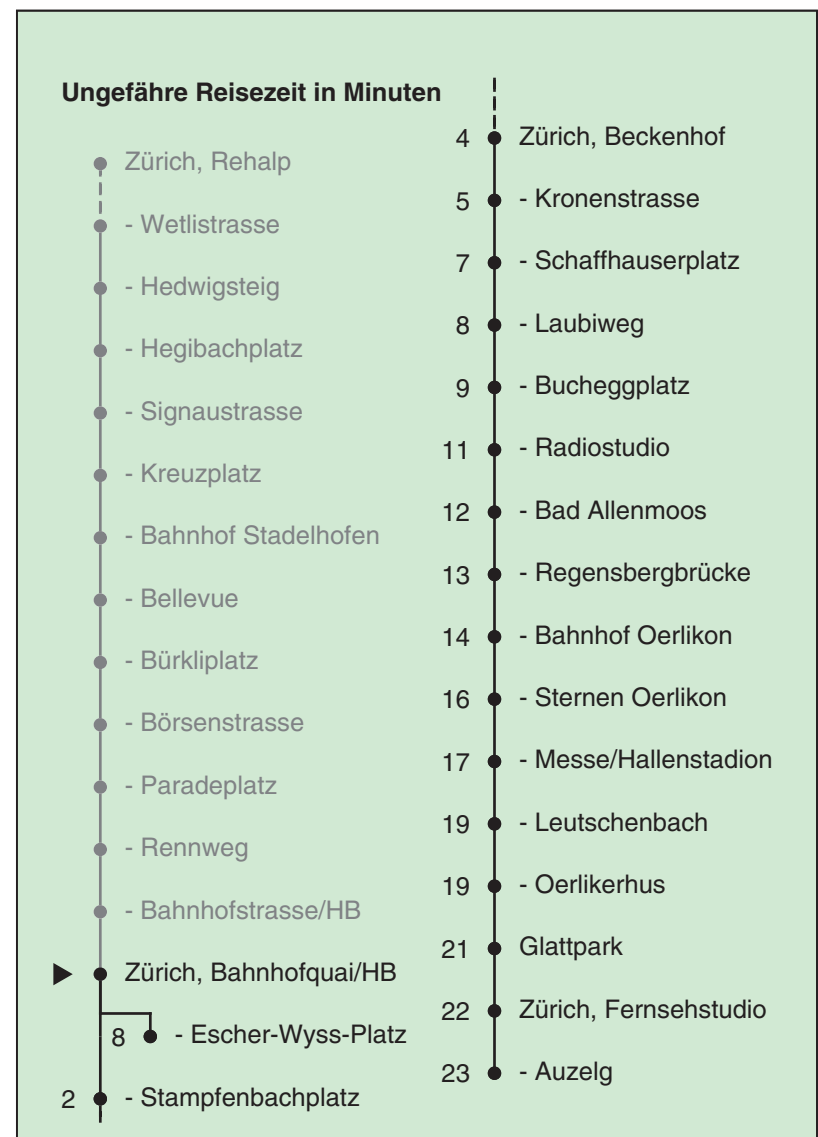 Ungefähre Reisezeit in Minuten
Zürich, Rehalp
- Wetlistrasse
- Hedwigsteig
- Hegibachplatz
- Signaustrasse
- Kreuzplatz
- Bahnhof Stadelhofen
- Bellevue
- Bürkliplatz
- Börsenstrasse
- Paradeplatz
- Rennweg
- Bahnhofstrasse/HB
Zürich, Bahnhofquai/HB
8 - Escher-Wyss-Platz
2 - Stampfenbachplatz
4 Zürich, Beckenhof
5 - Kronenstrasse
7 - Schaffhauserplatz
8 - Laubiweg
9 - Bucheggplatz
11 - Radiostudio
12 - Bad Allenmoos
13 - Regensbergbrücke
14 - Bahnhof Oerlikon
16 - Sternen Oerlikon
17 - Messe/Hallenstadion
19 - Leutschenbach
19 - Oerlikerhus
21 Glattpark
22 Zürich, Fernsehstudio
23 - Auzelg